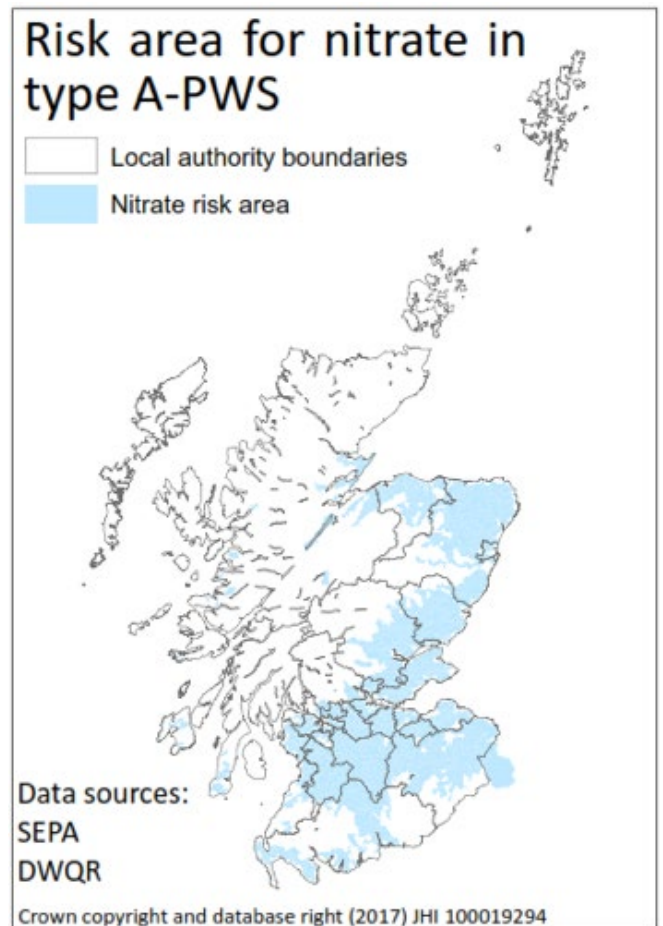 Risk area for nitrate in
type A-PWS
Local authority boundaries
Nitrate risk area
Data sources:
SEPA
DWQR
Crown copyright and database right (2017) JHI 100019294